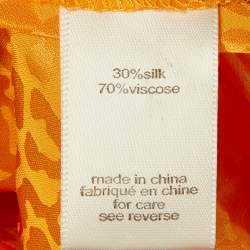 30%silk
70%viscose
made in china
fabriqué en chine
for care
see reverse